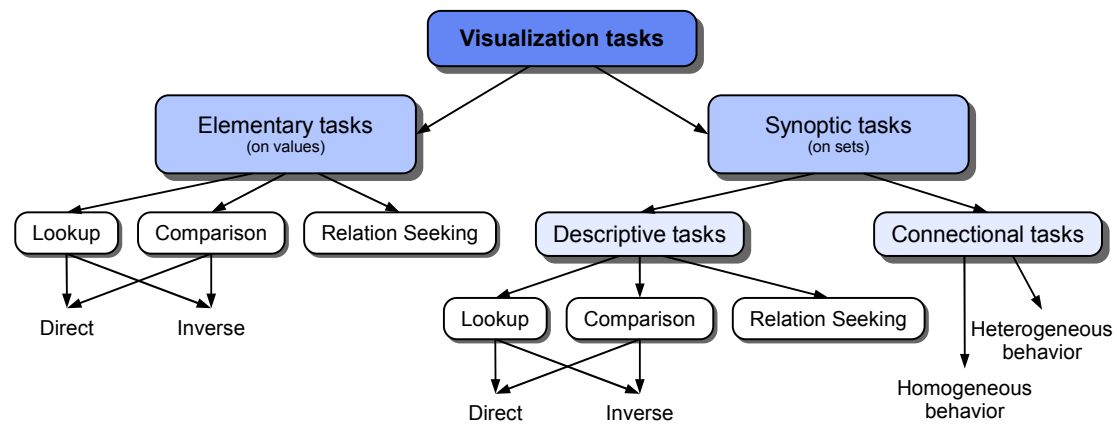 Visualization tasks
Elementary tasks
(on values)
Synoptic tasks
(on sets)
Lookup
Comparison
Relation Seeking
Descriptive tasks
Connectional tasks
Direct
Inverse
Lookup
Comparison
Relation Seeking
Heterogeneous
behavior
Homogeneous
behavior
Direct
Inverse